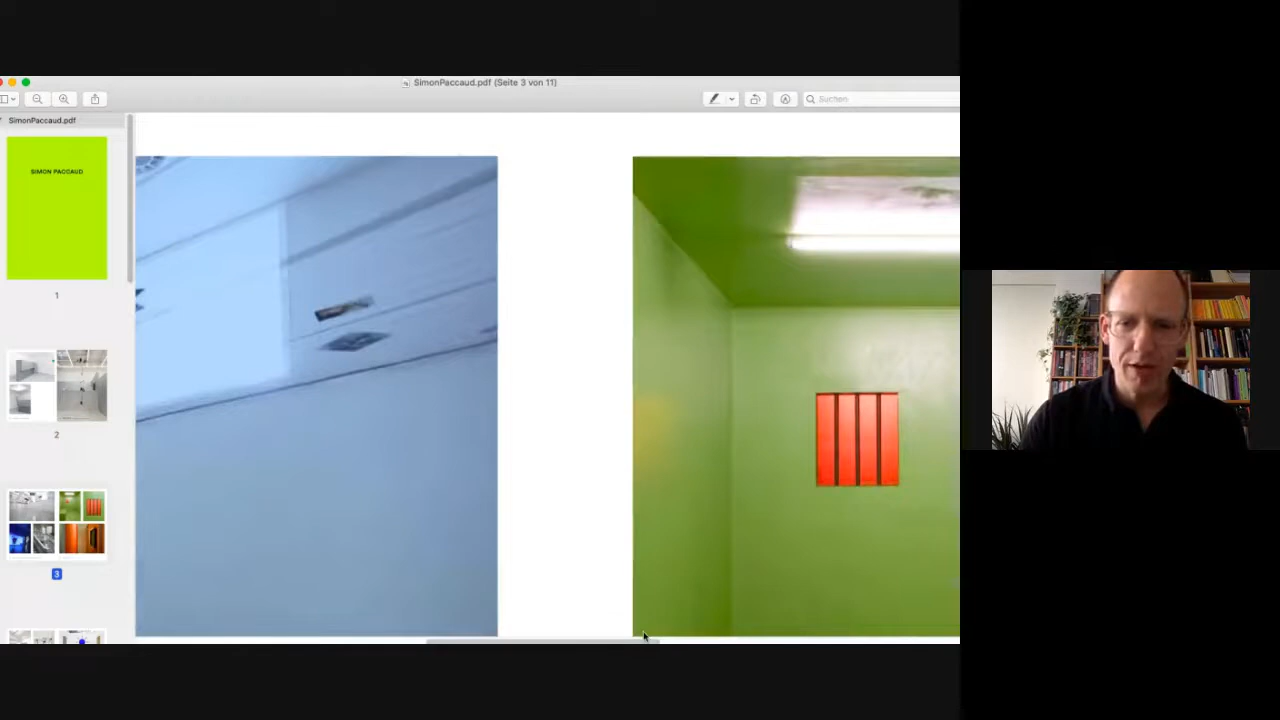 SimonPaccaud.pdf (Seite 3 von 11)
Suchen
SimonPaccaud.pdf
SIMON PACCAUD
1
2
3